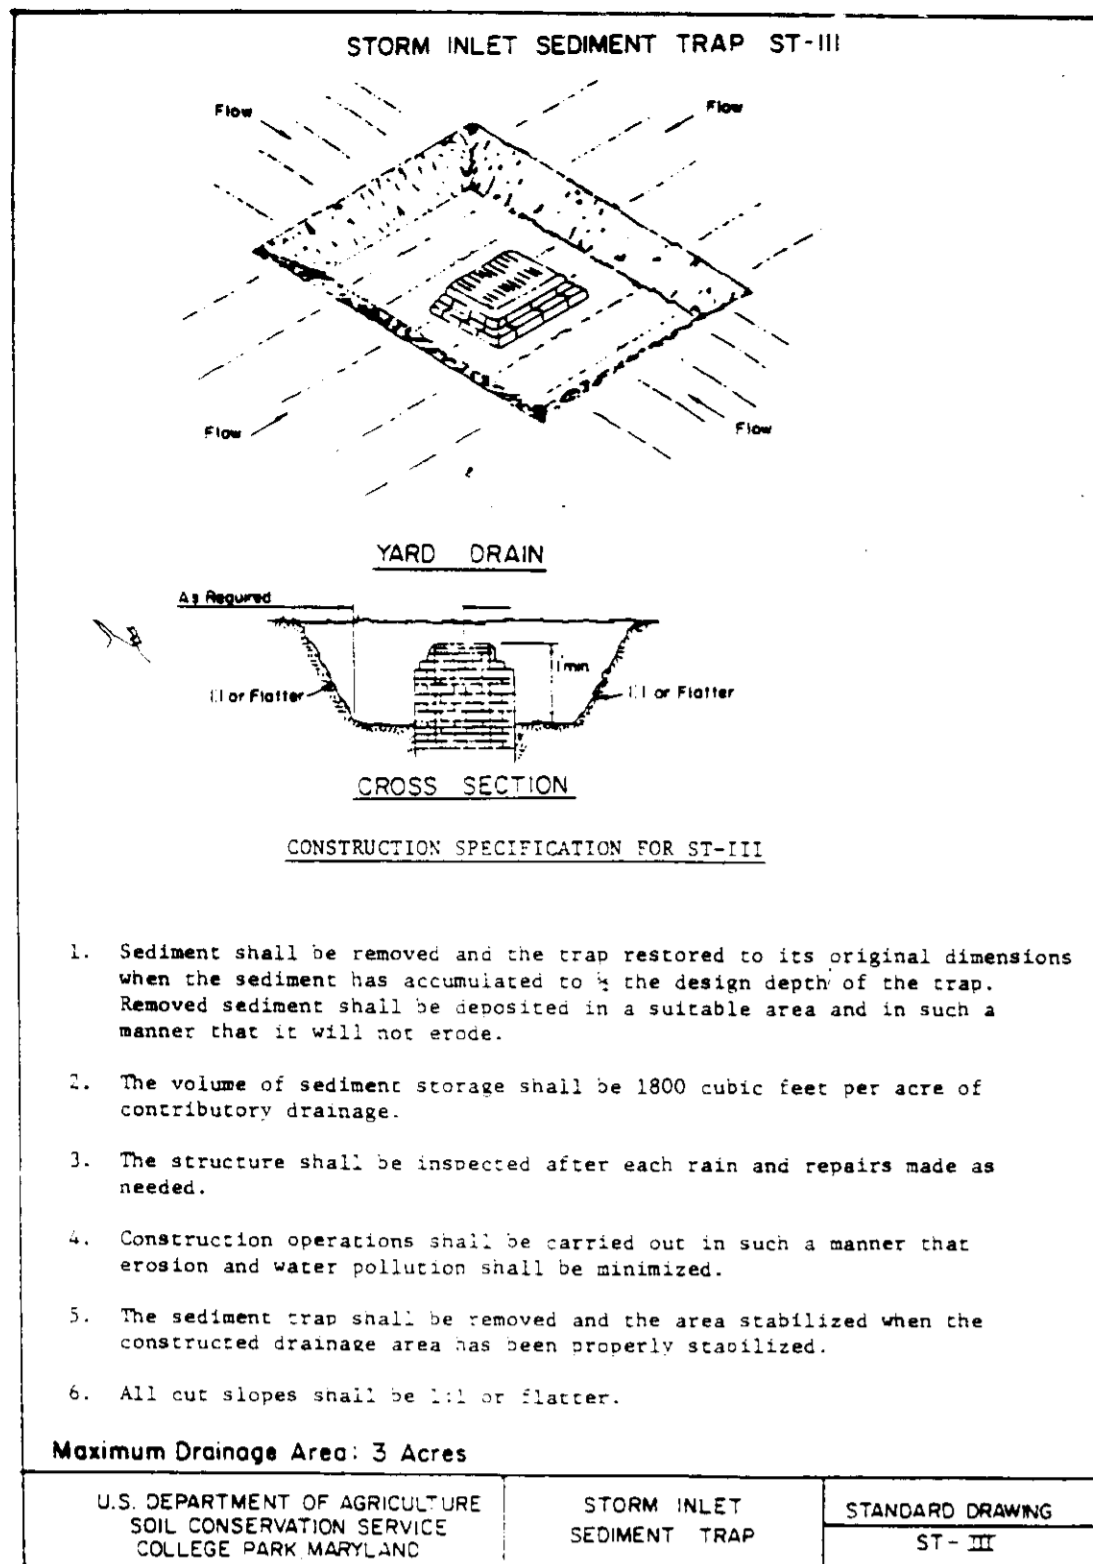 STORM INLET SEDIMENT TRAP ST-III
Flow
Flow
Flow
Flow
YARD DRAIN
As Required
1' min
1:1 or Flatter
1:1 or Flatter
CROSS SECTION
CONSTRUCTION SPECIFICATION FOR ST-III
1. Sediment shall be removed and the trap restored to its original dimensions
when the sediment has accumulated to the design depth of the trap.
Removed sediment shall be deposited in a suitable area and in such a
manner that it will not erode.
2. The volume of sediment storage shall be 1800 cubic feet per acre of
contributory drainage.
3. The structure shall be inspected after each rain and repairs made as
needed.
4. Construction operations shall be carried out in such a manner that
erosion and water pollution shall be minimized.
5. The sediment trap shall be removed and the area stabilized when the
constructed drainage area has been properly stabilized.
6. All cut slopes shall be 1:1 or flatter.
Maximum Drainage Area: 3 Acres
U.S. DEPARTMENT OF AGRICULTURE
SOIL CONSERVATION SERVICE
COLLEGE PARK, MARYLAND
STORM INLET
SEDIMENT TRAP
STANDARD DRAWING
ST-III